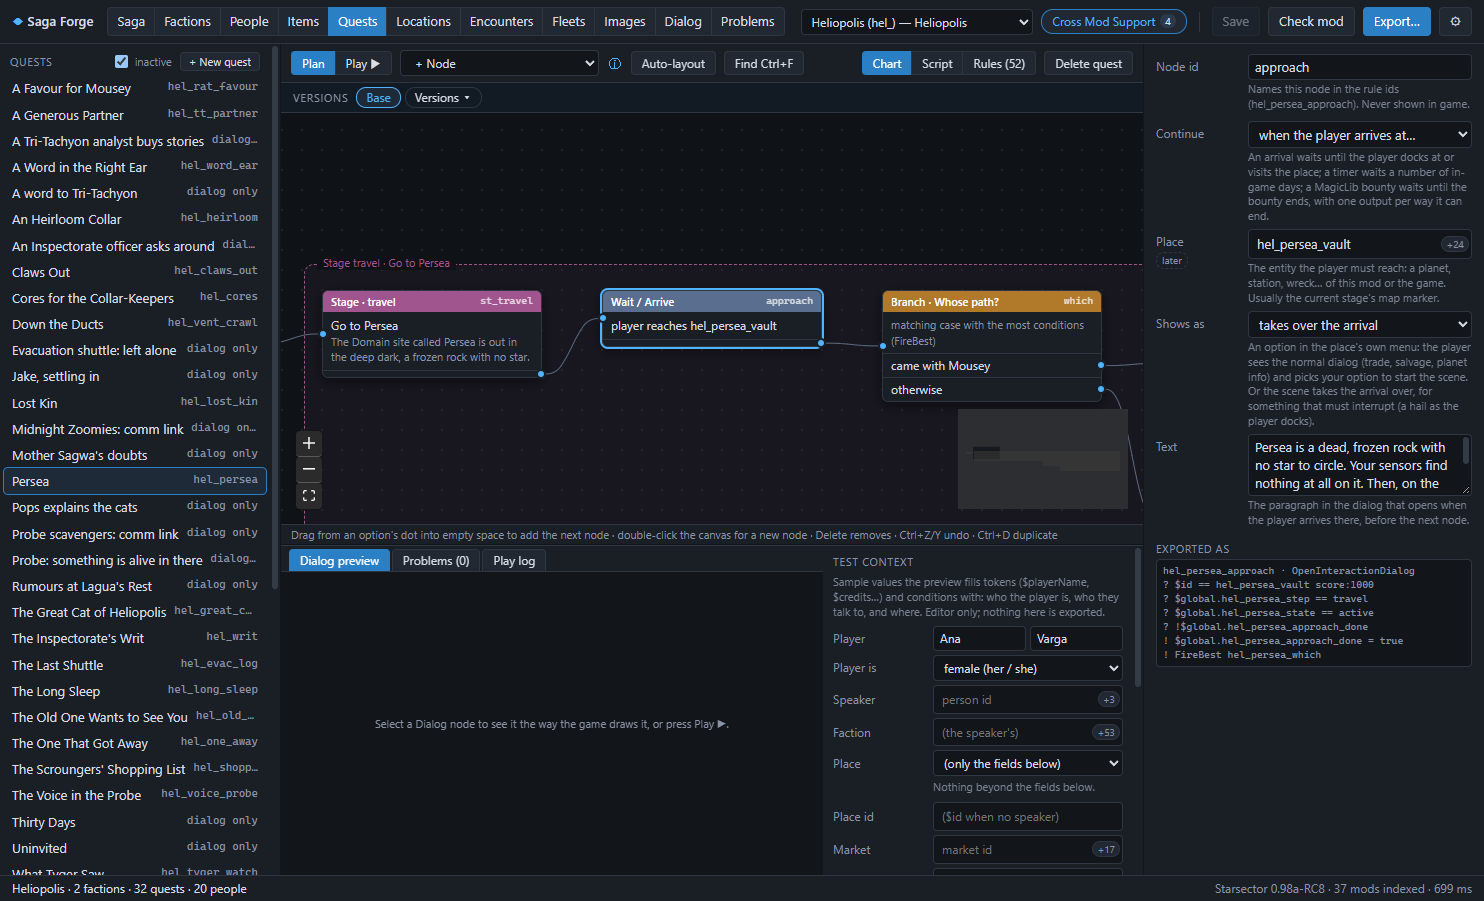 Saga Forge
Saga
Factions
People
Items
Quests
Locations
Encounters
Fleets
Images
Dialog
Problems
Heliopolis (hel_) — Heliopolis
Cross Mod Support 4
Save
Check mod
Export...
QUESTS
inactive
+ New quest
A Favour for Mousey hel_rat_favour
A Generous Partner hel_tt_partner
A Tri-Tachyon analyst buys stories dialog…
A Word in the Right Ear hel_word_ear
A word to Tri-Tachyon dialog only
An Heirloom Collar hel_heirloom
An Inspectorate officer asks around dial…
Claws Out hel_claws_out
Cores for the Collar-Keepers hel_cores
Down the Ducts hel_vent_crawl
Evacuation shuttle: left alone dialog only
Jake, settling in dialog only
Lost Kin hel_lost_kin
Midnight Zoomies: comm link dialog on…
Mother Sagwa's doubts dialog only
Persea hel_persea
Pops explains the cats dialog only
Probe scavengers: comm link dialog only
Probe: something is alive in there dialog…
Rumours at Lagua's Rest dialog only
The Great Cat of Heliopolis hel_great_c…
The Inspectorate's Writ hel_writ
The Last Shuttle hel_evac_log
The Long Sleep hel_long_sleep
The Old One Wants to See You hel_old_…
The One That Got Away hel_one_away
The Scroungers' Shopping List hel_shopp…
The Voice in the Probe hel_voice_probe
Thirty Days dialog only
Uninvited dialog only
What Tyger Saw hel_tyger_watch
Plan
Play ▶
+ Node
Auto-layout
Find Ctrl+F
Chart
Script
Rules (52)
Delete quest
VERSIONS
Base
Versions
Stage travel · Go to Persea
Stage · travel st_travel
Go to Persea
The Domain site called Persea is out in
the deep dark, a frozen rock with no star.
Wait / Arrive approach
player reaches hel_persea_vault
Branch · Whose path? which
matching case with the most conditions
(FireBest)
came with Mousey
otherwise
Drag from an option's dot into empty space to add the next node · double-click the canvas for a new node · Delete removes · Ctrl+Z/Y undo · Ctrl+D duplicate
Dialog preview
Problems (0)
Play log
Select a Dialog node to see it the way the game draws it, or press Play ▶.
TEST CONTEXT
Sample values the preview fills tokens ($playerName,
$credits...) and conditions with: who the player is, who they
talk to, and where. Editor only; nothing here is exported.
Player Ana Varga
Player is female (her / she)
Speaker person id +3
Faction (the speaker's) +53
Place (only the fields below)
Nothing beyond the fields below.
Place id ($id when no speaker)
Market market id +17
Node id approach
Names this node in the rule ids
(hel_persea_approach). Never shown in game.
Continue when the player arrives at...
An arrival waits until the player docks at or
visits the place; a timer waits a number of in-
game days; a MagicLib bounty waits until the
bounty ends, with one output per way it can
end.
Place hel_persea_vault +24
later
The entity the player must reach: a planet,
station, wreck... of this mod or the game.
Usually the current stage's map marker.
Shows as takes over the arrival
An option in the place's own menu: the player
sees the normal dialog (trade, salvage, planet
info) and picks your option to start the scene.
Or the scene takes the arrival over, for
something that must interrupt (a hail as the
player docks).
Text Persea is a dead, frozen rock with
no star to circle. Your sensors find
nothing at all on it. Then, on the
The paragraph in the dialog that opens when
the player arrives there, before the next node.
EXPORTED AS
hel_persea_approach · OpenInteractionDialog
? $id == hel_persea_vault score:1000
? $global.hel_persea_step == travel
? $global.hel_persea_state == active
? !$global.hel_persea_approach_done
! $global.hel_persea_approach_done = true
! FireBest hel_persea_which
Heliopolis · 2 factions · 32 quests · 20 people
Starsector 0.98a-RC8 · 37 mods indexed · 699 ms